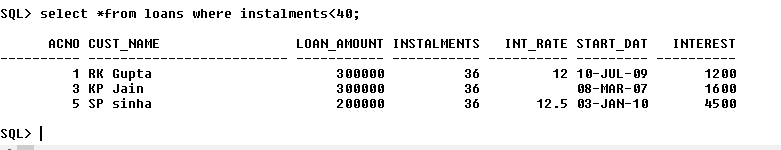 SQL> select *from loans where instalments<40;
ACNO CUST_NAME LOAN_AMOUNT INSTALMENTS INT_RATE START_DAT INTEREST
---------- -------------------- ----------- ----------- ---------- --------- ----------
1 RK Gupta 300000 36 12 10-JUL-09 1200
3 KP Jain 300000 36 08-MAR-07 1600
5 SP sinha 200000 36 12.5 03-JAN-10 4500
SQL>